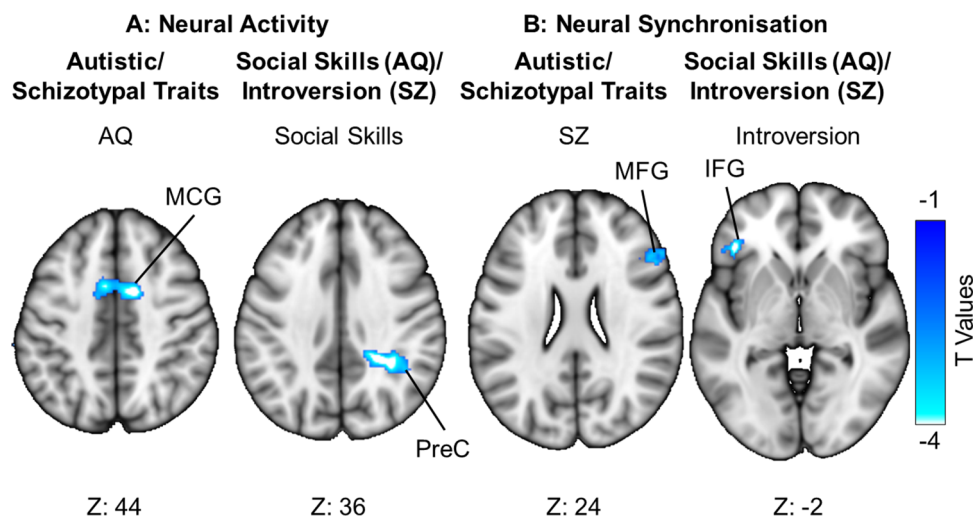 A: Neural Activity
B: Neural Synchronisation
Autistic/
Schizotypal Traits
Social Skills (AQ)/
Introversion (SZ)
Autistic/
Schizotypal Traits
Social Skills (AQ)/
Introversion (SZ)
AQ
Social Skills
SZ
Introversion
MCG
PreC
MFG
IFG
-1
T Values
-4
Z: 44
Z: 36
Z: 24
Z: -2